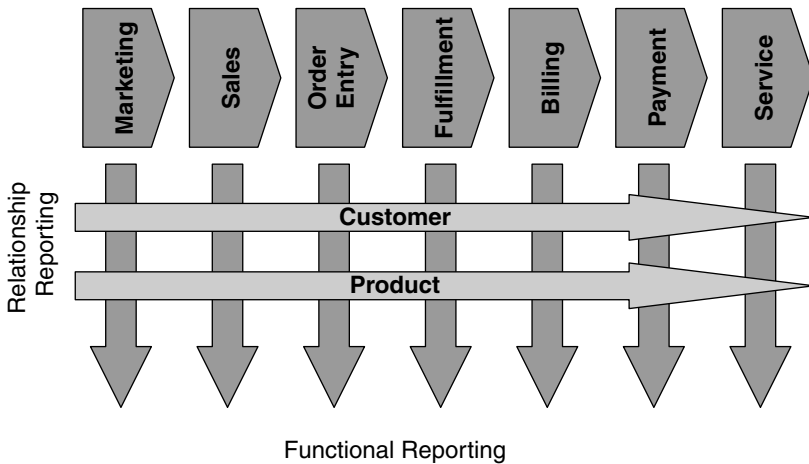 Marketing
Sales
Order
Entry
Fulfillment
Billing
Payment
Service
Relationship
Reporting
Customer
Product
Functional Reporting